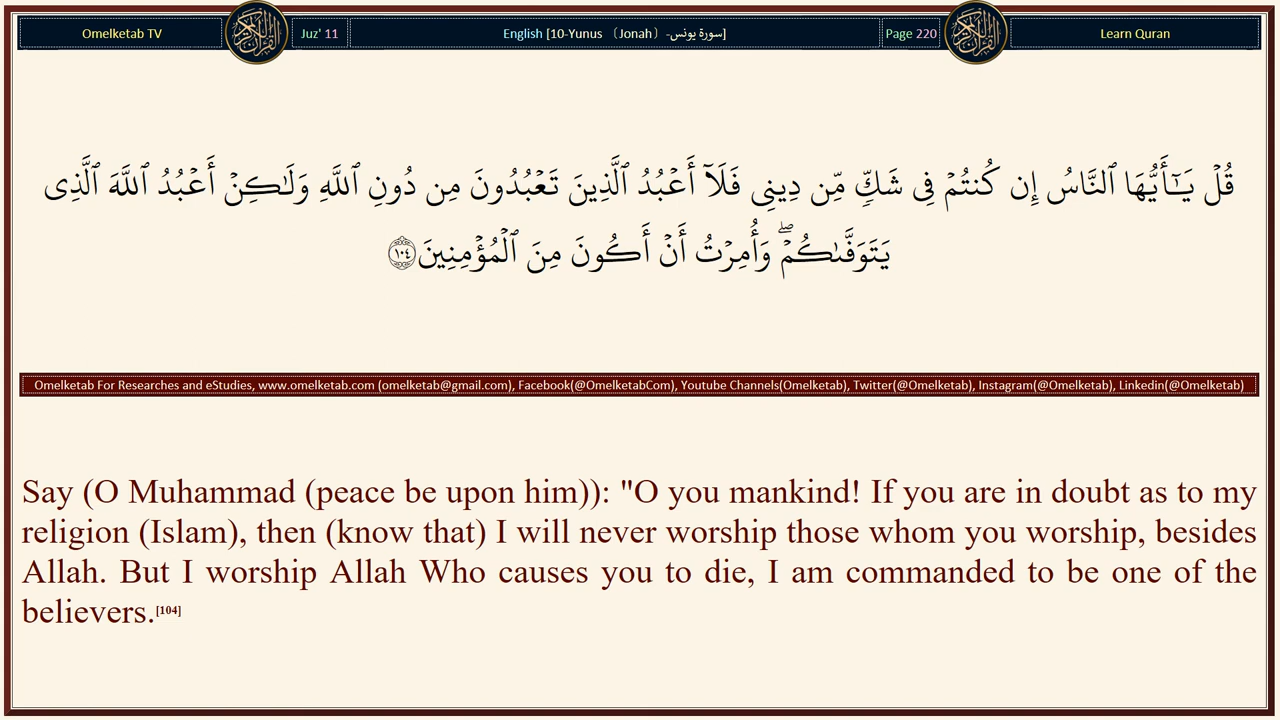 Omelketab TV
Juz' 11
English [10-Yunus （Jonah） -سورة يونس]
Page 220
Learn Quran
قُلۡ يَـٰٓأَيُّهَا ٱلنَّاسُ إِن كُنتُمۡ فِى شَكٍّ مِّن دِينِى فَلَآ أَعۡبُدُ ٱلَّذِينَ تَعۡبُدُونَ مِن دُونِ ٱللَّهِ وَلَـٰكِنۡ أَعۡبُدُ ٱللَّهَ ٱلَّذِى
يَتَوَفَّىٰكُمۡ‌ۖ وَأُمِرۡتُ أَنۡ أَكُونَ مِنَ ٱلۡمُؤۡمِنِينَ ١٠٤
Omelketab For Researches and eStudies, www.omelketab.com (omelketab@gmail.com), Facebook(@OmelketabCom), Youtube Channels(Omelketab), Twitter(@Omelketab), Instagram(@Omelketab), Linkedin(@Omelketab)
Say (O Muhammad (peace be upon him)): "O you mankind! If you are in doubt as to my
religion (Islam), then (know that) I will never worship those whom you worship, besides
Allah. But I worship Allah Who causes you to die, I am commanded to be one of the
believers.[104]